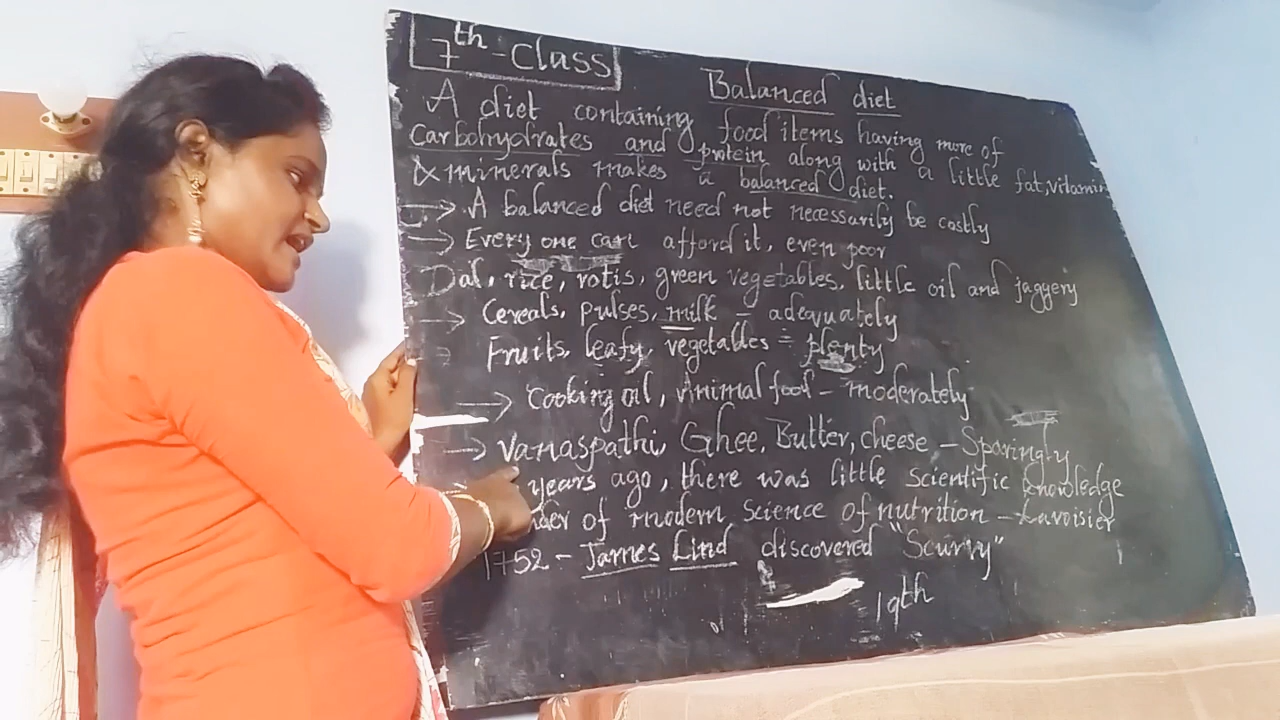 7th-Class
Balanced diet
A diet containing food items having more of
Carbohydrates and protein along with a little fat, vitamin
& minerals makes a balanced diet.
→ A balanced diet need not necessarily be costly
→ Every one can afford it, even poor
Dal, rice, rotis, green vegetables, little oil and jaggery
→ Cereals, pulses, milk – adequately
Fruits, leafy, vegetables = plenty
→ Cooking oil, Animal food – moderately
→ Vanaspathi, Ghee, Butter, cheese – Sparingly
years ago, there was little scientific knowledge
der of modern science of nutrition – Lavoisier
1752 – James Lind discovered "Scurvy"
19th